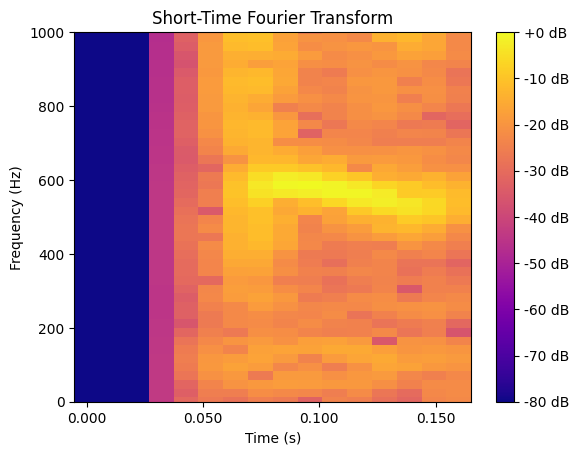 Short-Time Fourier Transform
1000
800
600
400
200
0
Frequency (Hz)
0.000
0.050
0.100
0.150
Time (s)
+0 dB
-10 dB
-20 dB
-30 dB
-40 dB
-50 dB
-60 dB
-70 dB
-80 dB